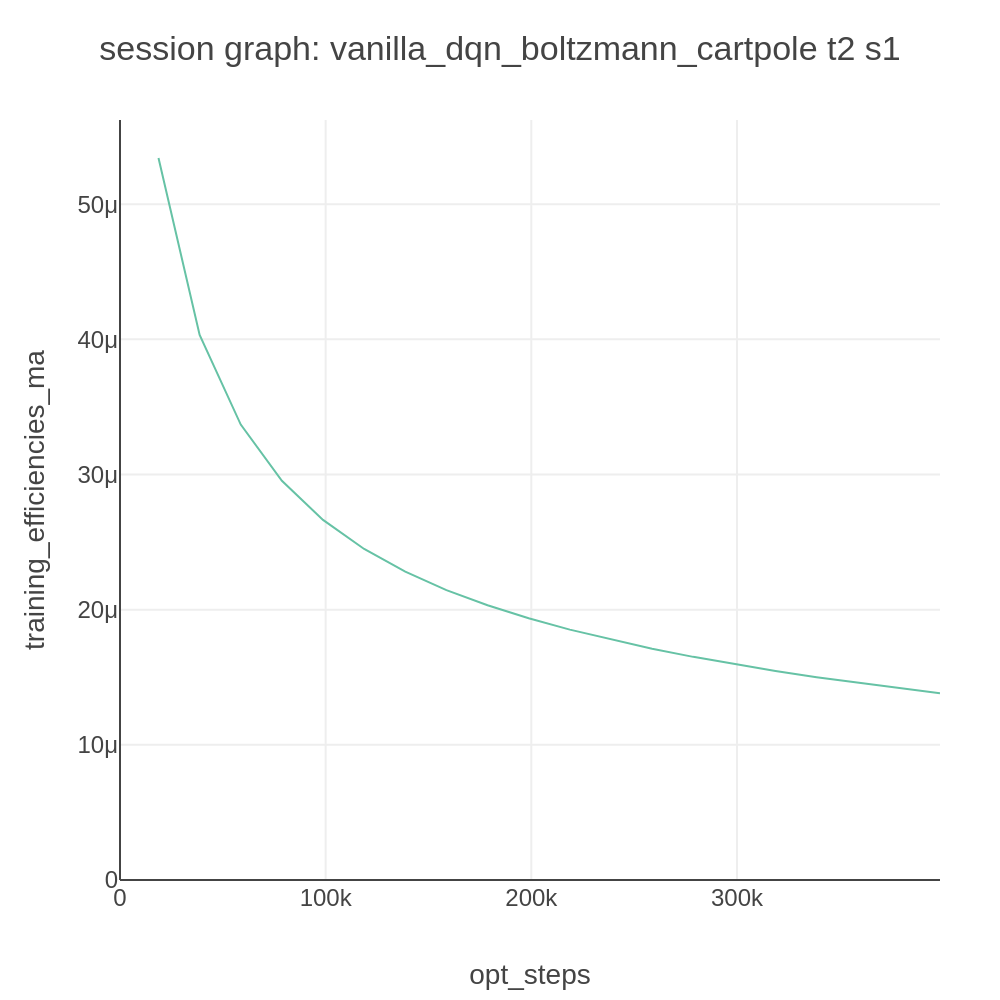 session graph: vanilla_dqn_boltzmann_cartpole t2 s1
training_efficiencies_ma
50μ
40μ
30μ
20μ
10μ
0
0
100k
200k
300k
opt_steps